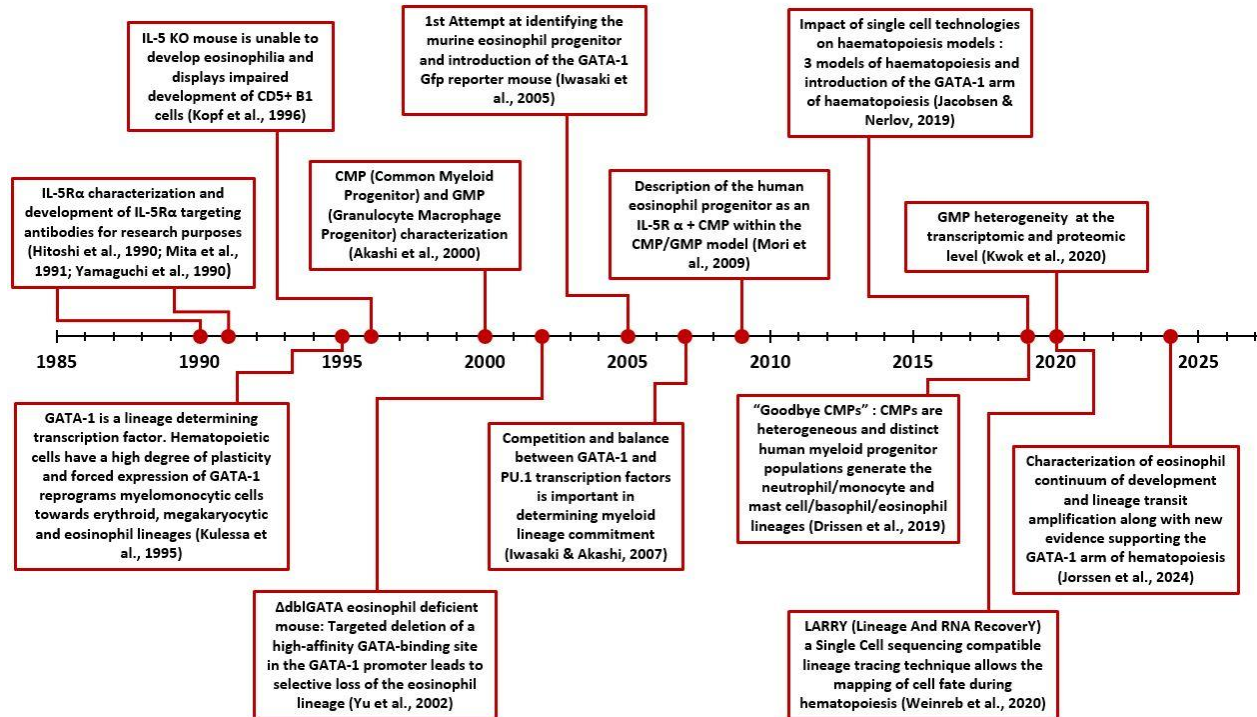 IL-5 KO mouse is unable to
develop eosinophilia and
displays impaired
development of CD5+ B1
cells (Kopf et al., 1996)
1st Attempt at identifying the
murine eosinophil progenitor
and introduction of the GATA-1
Gfp reporter mouse (Iwasaki et
al., 2005)
Impact of single cell technologies
on haematopoiesis models :
3 models of haematopoiesis and
introduction of the GATA-1 arm
of haematopoiesis (Jacobsen &
Nerlov, 2019)
IL-5Rα characterization and
development of IL-5Rα targeting
antibodies for research purposes
(Hitoshi et al., 1990; Mita et al.,
1991; Yamaguchi et al., 1990)
CMP (Common Myeloid
Progenitor) and GMP
(Granulocyte Macrophage
Progenitor) characterization
(Akashi et al., 2000)
Description of the human
eosinophil progenitor as an
IL-5R α + CMP within the
CMP/GMP model (Mori et
al., 2009)
GMP heterogeneity at the
transcriptomic and proteomic
level (Kwok et al., 2020)
1985 1990 1995 2000 2005 2010 2015 2020 2025
GATA-1 is a lineage determining
transcription factor. Hematopoietic
cells have a high degree of plasticity
and forced expression of GATA-1
reprograms myelomonocytic cells
towards erythroid, megakaryocytic
and eosinophil lineages (Kulessa et
al., 1995)
ΔdblGATA eosinophil deficient
mouse: Targeted deletion of a
high-affinity GATA-binding site
in the GATA-1 promoter leads to
selective loss of the eosinophil
lineage (Yu et al., 2002)
Competition and balance
between GATA-1 and
PU.1 transcription factors
is important in
determining myeloid
lineage commitment
(Iwasaki & Akashi, 2007)
“Goodbye CMPs” : CMPs are
heterogeneous and distinct
human myeloid progenitor
populations generate the
neutrophil/monocyte and
mast cell/basophil/eosinophil
lineages (Drissen et al., 2019)
LARRY (Lineage And RNA RecoverY)
a Single Cell sequencing compatible
lineage tracing technique allows the
mapping of cell fate during
hematopoiesis (Weinreb et al., 2020)
Characterization of eosinophil
continuum of development
and lineage transit
amplification along with new
evidence supporting the
GATA-1 arm of hematopoiesis
(Jorssen et al., 2024)